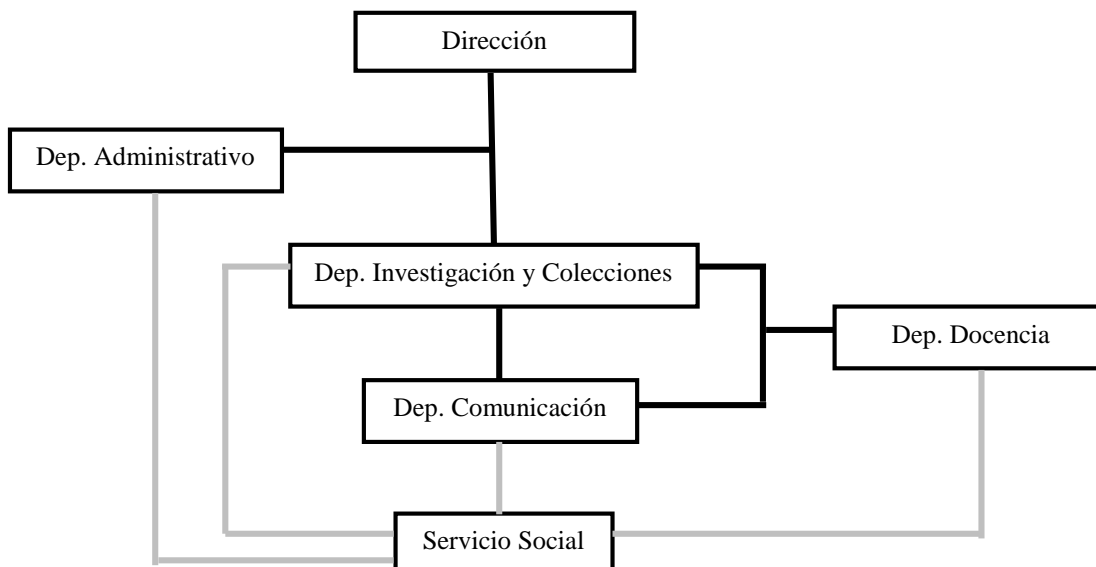 Dirección
Dep. Administrativo
Dep. Investigación y Colecciones
Dep. Docencia
Dep. Comunicación
Servicio Social